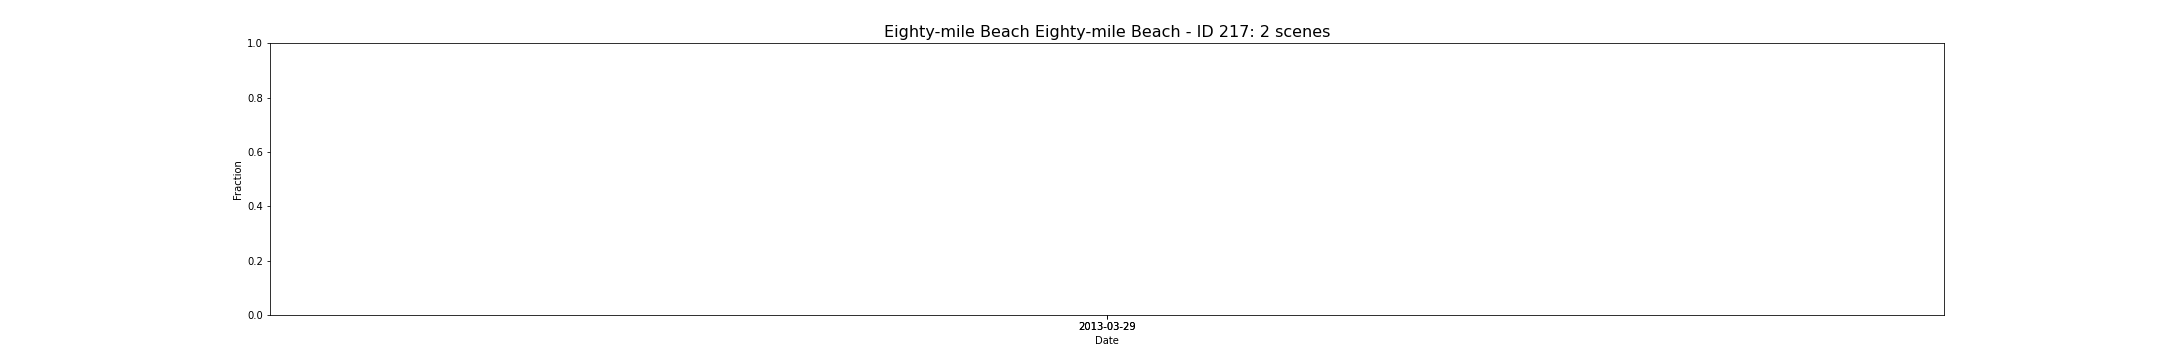 Eighty-mile Beach Eighty-mile Beach - ID 217: 2 scenes
1.0
0.8
0.6
0.4
0.2
0.0
Fraction
2013-03-29
Date